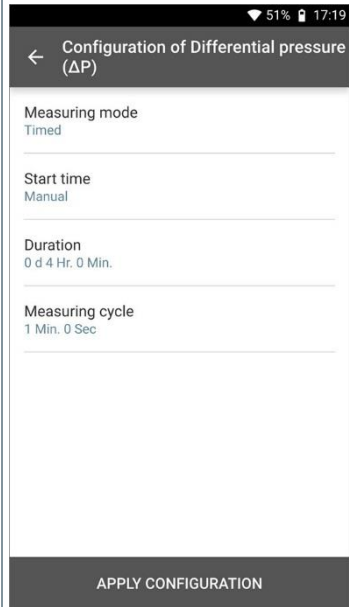 51% 17:19
Configuration of Differential pressure
(ΔP)
Measuring mode
Timed
Start time
Manual
Duration
0 d 4 Hr. 0 Min.
Measuring cycle
1 Min. 0 Sec
APPLY CONFIGURATION